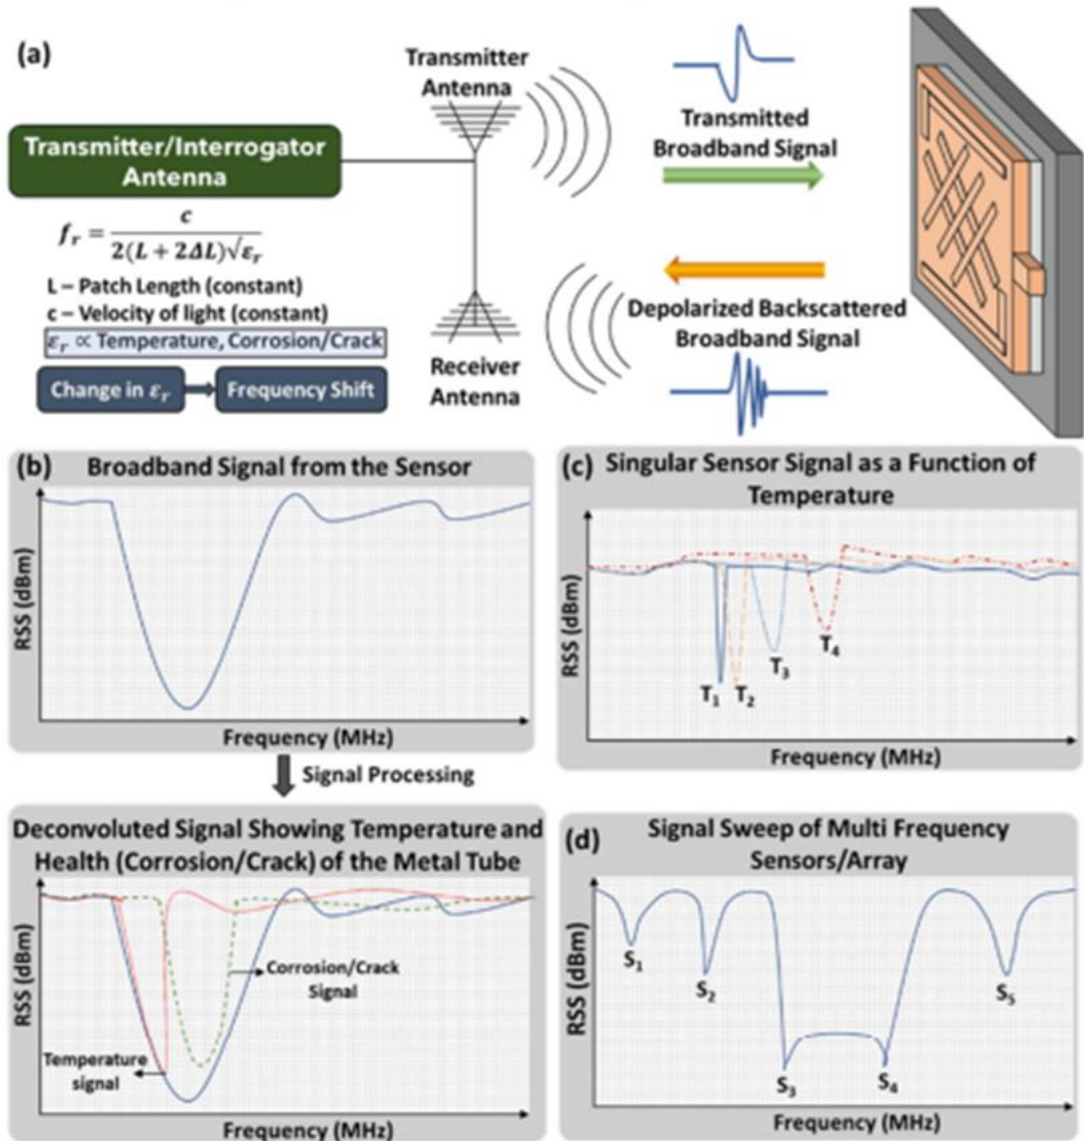 (a)
Transmitter
Antenna
Transmitter/Interrogator
Antenna
Transmitted
Broadband Signal
f_r = c / 2(L + 2ΔL)√ε_r
L – Patch Length (constant)
c – Velocity of light (constant)
ε_r ∝ Temperature, Corrosion/Crack
Change in ε_r
Frequency Shift
Receiver
Antenna
Depolarized Backscattered
Broadband Signal
(b)
Broadband Signal from the Sensor
RSS (dBm)
Frequency (MHz)
Signal Processing
Deconvoluted Signal Showing Temperature and
Health (Corrosion/Crack) of the Metal Tube
RSS (dBm)
Corrosion/Crack
Signal
Temperature
signal
Frequency (MHz)
(c)
Singular Sensor Signal as a Function of
Temperature
RSS (dBm)
T1
T2
T3
T4
Frequency (MHz)
(d)
Signal Sweep of Multi Frequency
Sensors/Array
RSS (dBm)
S1
S2
S3
S4
S5
Frequency (MHz)